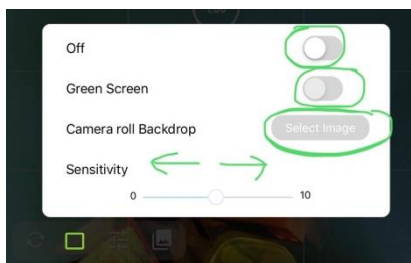 Off
Green Screen
Camera roll Backdrop
Select Image
Sensitivity
0
10